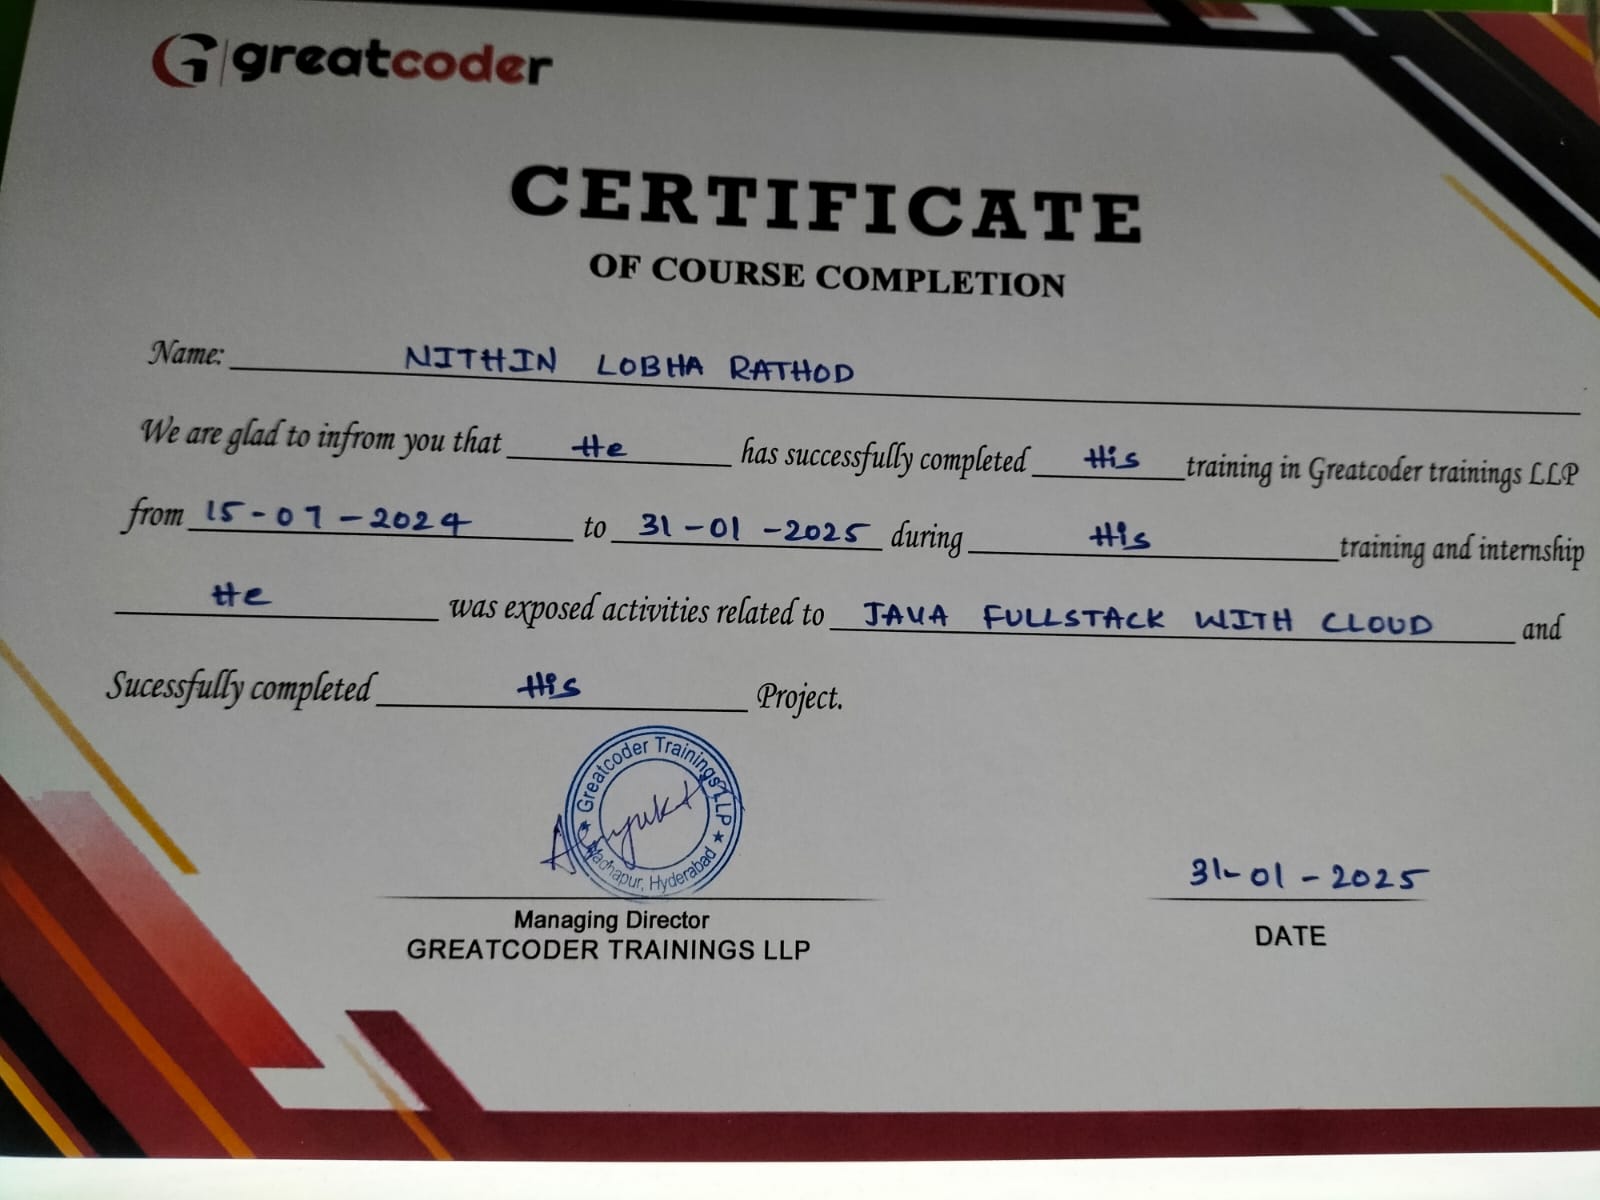 greatcoder
CERTIFICATE
OF COURSE COMPLETION
Name: NITHIN LOBHA RATHOD
We are glad to infrom you that He has successfully completed His training in Greatcoder trainings LLP
from 15-07-2024 to 31-01-2025 during His training and internship
He was exposed activities related to JAVA FULLSTACK WITH CLOUD and
Sucessfully completed His Project.
Greatcoder Trainings LLP
Madhapur, Hyderabad
Managing Director
GREATCODER TRAININGS LLP
31-01-2025
DATE